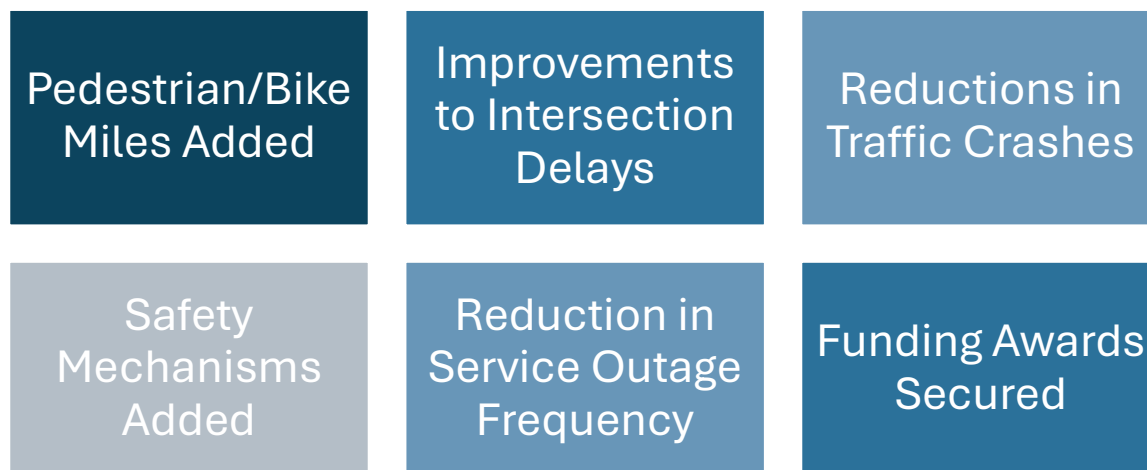 Pedestrian/Bike
Miles Added
Improvements
to Intersection
Delays
Reductions in
Traffic Crashes
Safety
Mechanisms
Added
Reduction in
Service Outage
Frequency
Funding Awards
Secured